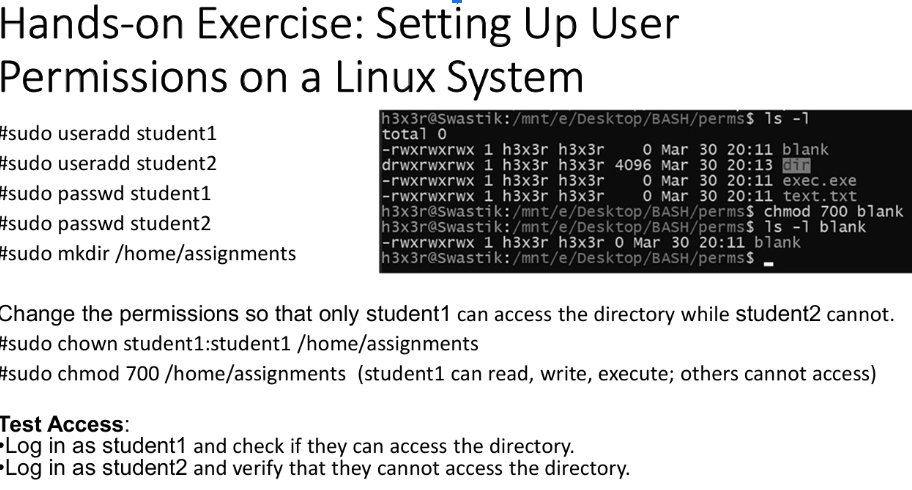 Hands-on Exercise: Setting Up User
Permissions on a Linux System
#sudo useradd student1
#sudo useradd student2
#sudo passwd student1
#sudo passwd student2
#sudo mkdir /home/assignments
h3x3r@Swastik:/mnt/e/Desktop/BASH/perms$ ls -l
total 0
-rwxrwxrwx 1 h3x3r h3x3r 0 Mar 30 20:11 blank
drwxrwxrwx 1 h3x3r h3x3r 4096 Mar 30 20:13 dir
-rwxrwxrwx 1 h3x3r h3x3r 0 Mar 30 20:11 exec.exe
-rwxrwxrwx 1 h3x3r h3x3r 0 Mar 30 20:11 text.txt
h3x3r@Swastik:/mnt/e/Desktop/BASH/perms$ chmod 700 blank
h3x3r@Swastik:/mnt/e/Desktop/BASH/perms$ ls -l blank
-rwxrwxrwx 1 h3x3r h3x3r 0 Mar 30 20:11 blank
h3x3r@Swastik:/mnt/e/Desktop/BASH/perms$
Change the permissions so that only student1 can access the directory while student2 cannot.
#sudo chown student1:student1 /home/assignments
#sudo chmod 700 /home/assignments (student1 can read, write, execute; others cannot access)
Test Access:
•Log in as student1 and check if they can access the directory.
•Log in as student2 and verify that they cannot access the directory.